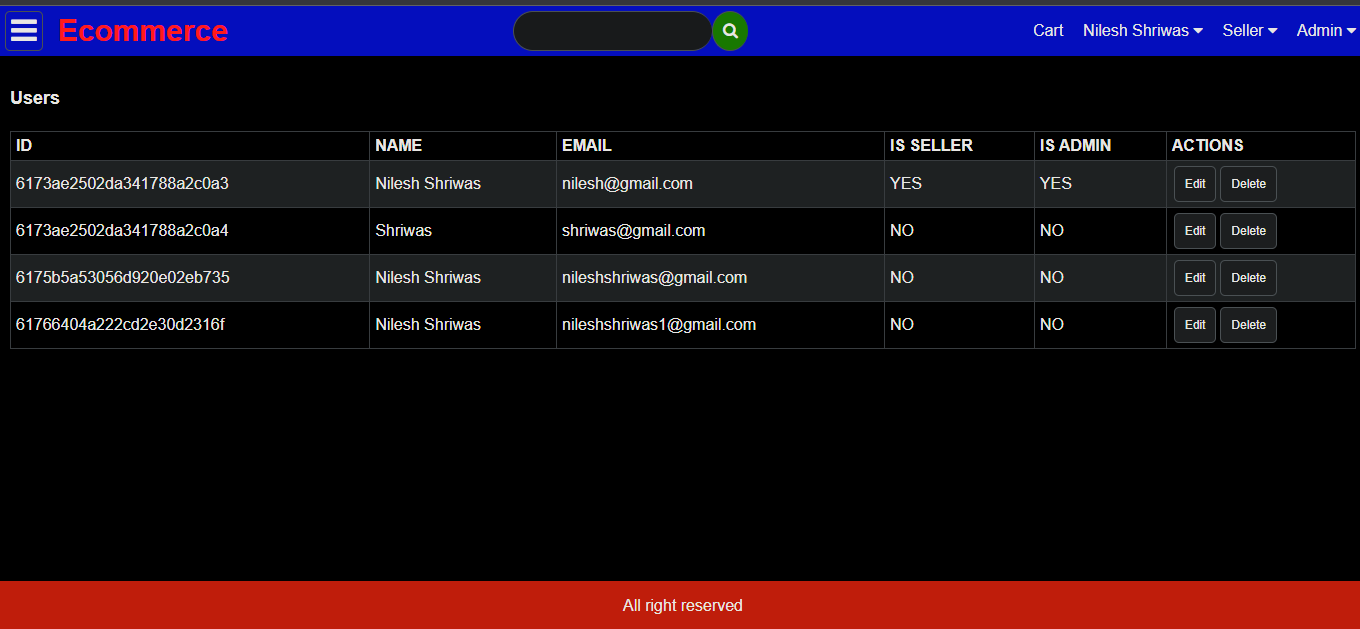 Ecommerce Cart Nilesh Shriwas Seller Admin
Users
ID NAME EMAIL IS SELLER IS ADMIN ACTIONS
6173ae2502da341788a2c0a3 Nilesh Shriwas nilesh@gmail.com YES YES Edit Delete
6173ae2502da341788a2c0a4 Shriwas shriwas@gmail.com NO NO Edit Delete
6175b5a53056d920e02eb735 Nilesh Shriwas nileshshriwas@gmail.com NO NO Edit Delete
61766404a222cd2e30d2316f Nilesh Shriwas nileshshriwas1@gmail.com NO NO Edit Delete
All right reserved